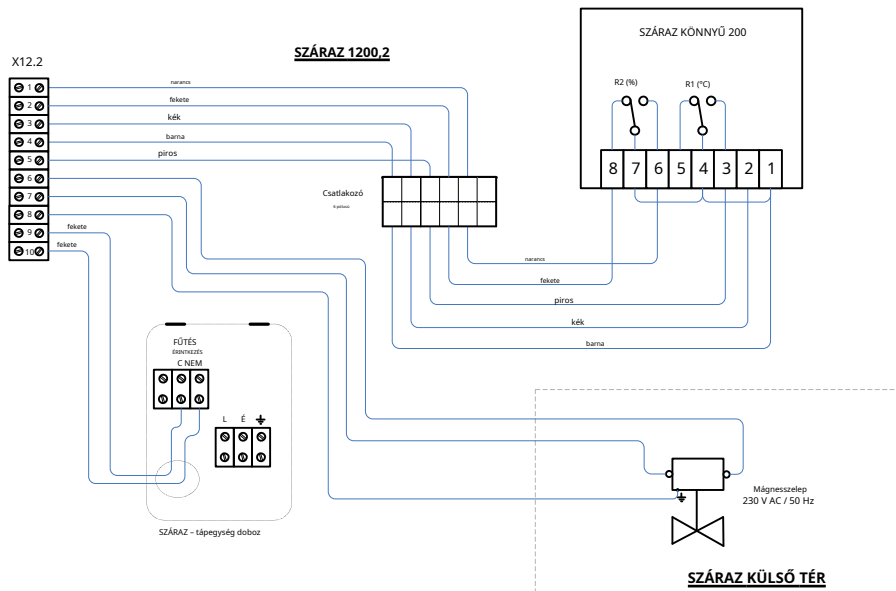 SZÁRAZ KÖNNYŰ 200
SZÁRAZ 1200,2
X12.2
R2 (%)
R1 (°C)
1
2
3
4
5
6
7
8
9
10
narancs
fekete
kék
barna
piros
fekete
fekete
8 7 6 5 4 3 2 1
Csatlakozó
narancs
fekete
piros
kék
barna
FŰTÉS
ÉRINTKEZÉS
C NEM
L É
SZÁRAZ – tápegység doboz
Mágnesszelep
230 V AC / 50 Hz
SZÁRAZ KÜLSŐ TÉR